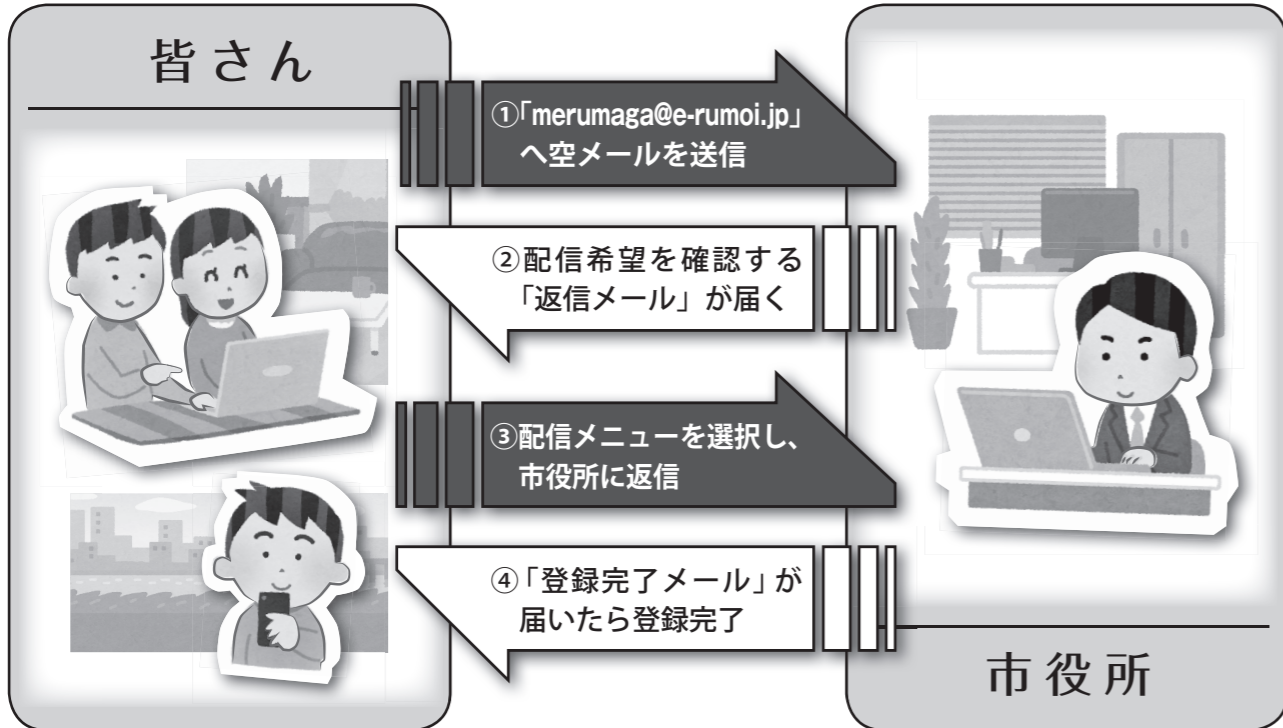 皆さん
①「merumaga@e-rumoi.jp」
へ空メールを送信
②配信希望を確認する
「返信メール」が届く
③配信メニューを選択し、
市役所に返信
④「登録完了メール」が
届いたら登録完了
市役所